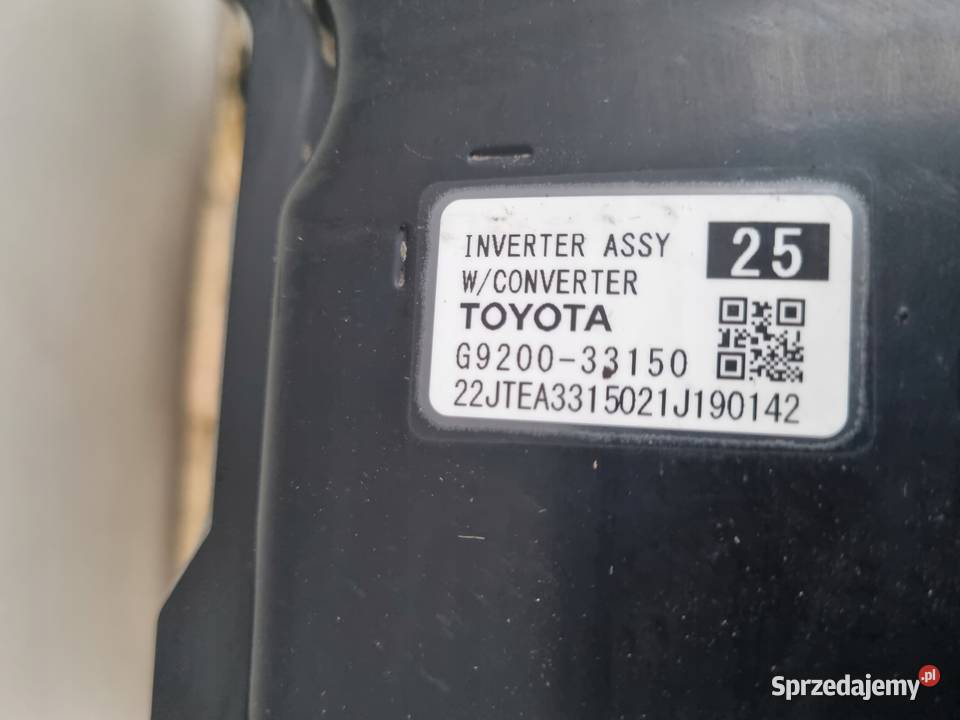 INVERTER ASSY
25
W/CONVERTER
TOYOTA
G9200-33150
22JTEA3315021J190142
Sprzedajemy.pl